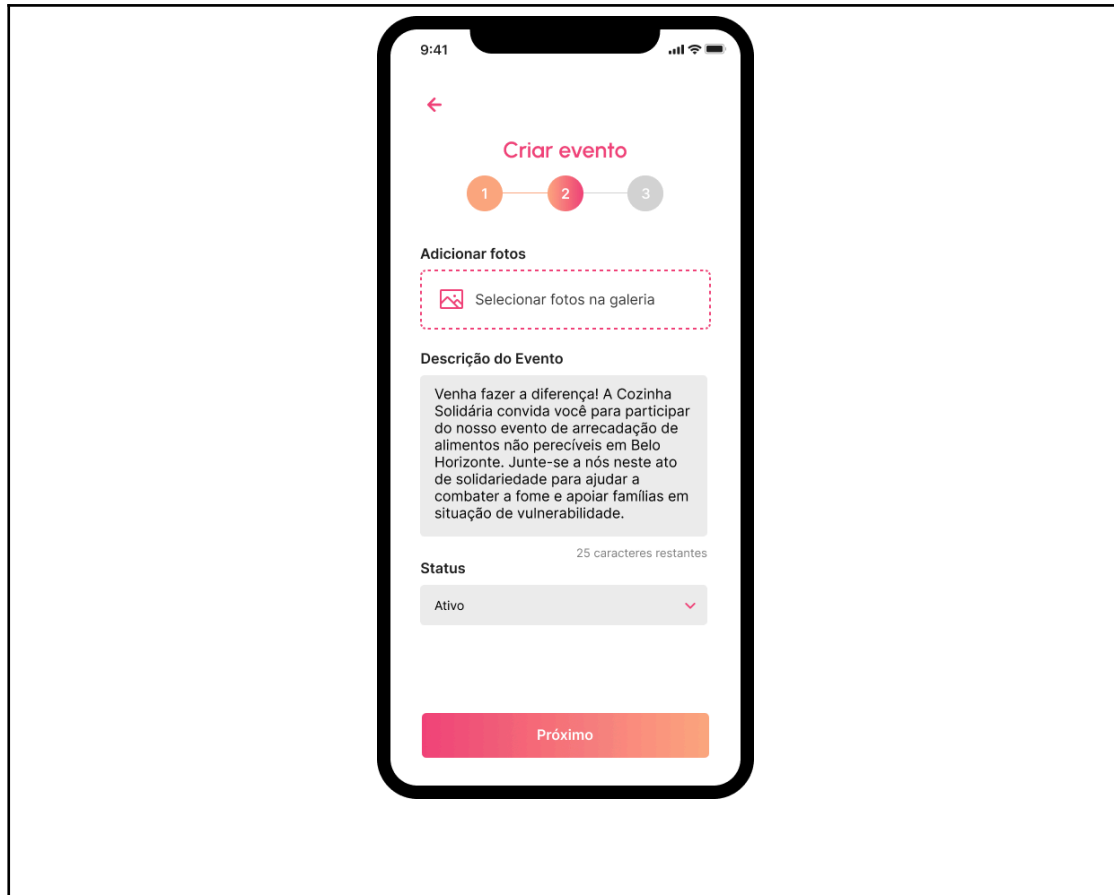 9:41
Criar evento
1 2 3
Adicionar fotos
Selecionar fotos na galeria
Descrição do Evento
Venha fazer a diferença! A Cozinha
Solidária convida você para participar
do nosso evento de arrecadação de
alimentos não perecíveis em Belo
Horizonte. Junte-se a nós neste ato
de solidariedade para ajudar a
combater a fome e apoiar famílias em
situação de vulnerabilidade.
25 caracteres restantes
Status
Ativo
Próximo